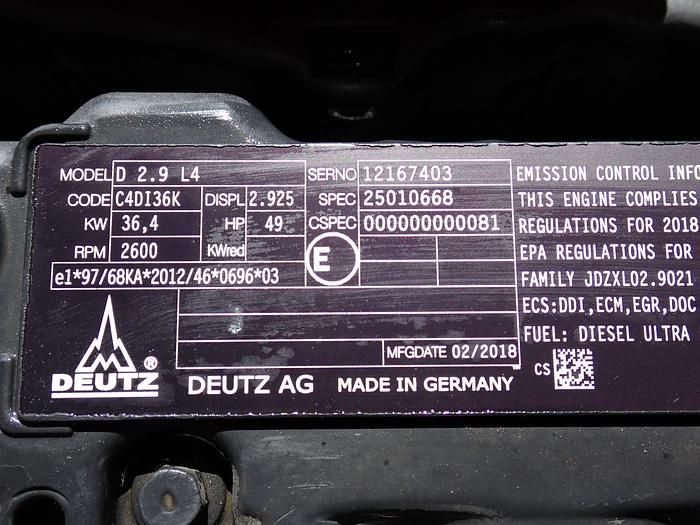 MODEL D 2.9 L4 SERNO 12167403
CODE C4DI36K DISPL 2.925 SPEC 25010668
KW 36,4 HP 49 CSPEC 000000000081
RPM 2600 KWred E
e1*97/68KA*2012/46*0696*03
MFGDATE 02/2018
DEUTZ ® DEUTZ AG MADE IN GERMANY
EMISSION CONTROL INFO
THIS ENGINE COMPLIES
REGULATIONS FOR 2018
EPA REGULATIONS FOR
FAMILY JDZXL02.9021
ECS:DDI,ECM,EGR,DOC
FUEL: DIESEL ULTRA
CS